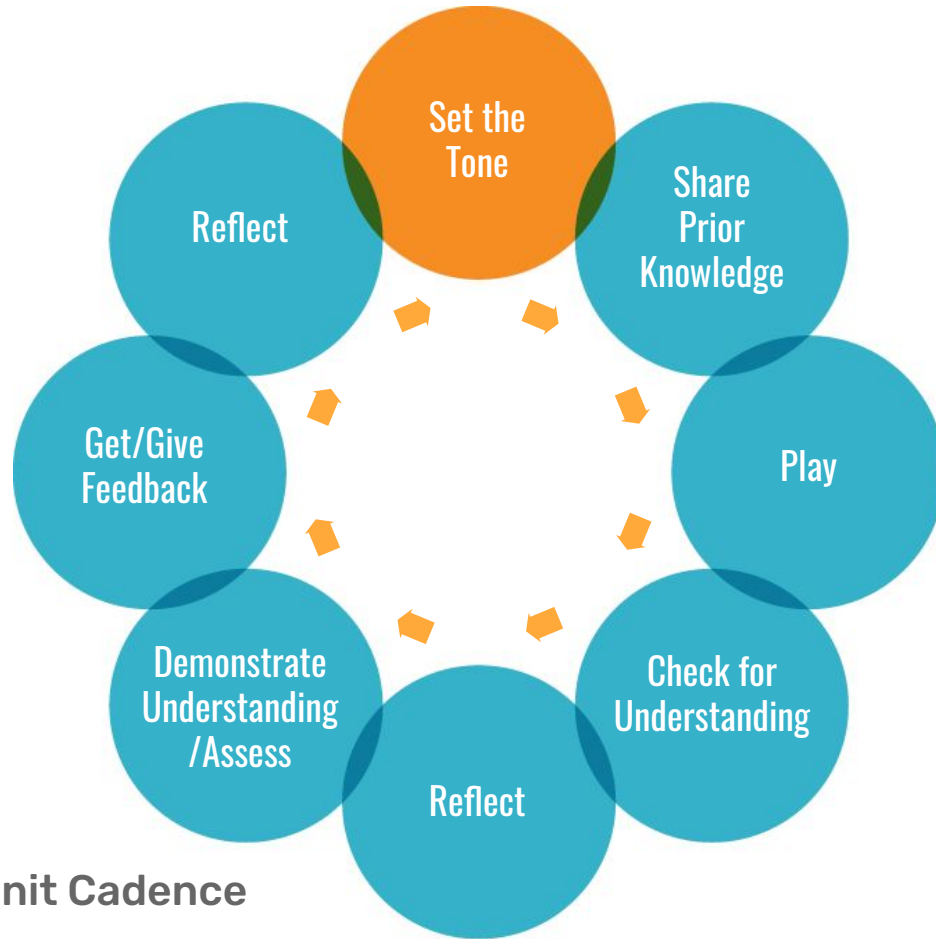 Set the
Tone
Share
Prior
Knowledge
Play
Check for
Understanding
Reflect
Demonstrate
Understanding
/Assess
Get/Give
Feedback
Reflect
nit Cadence